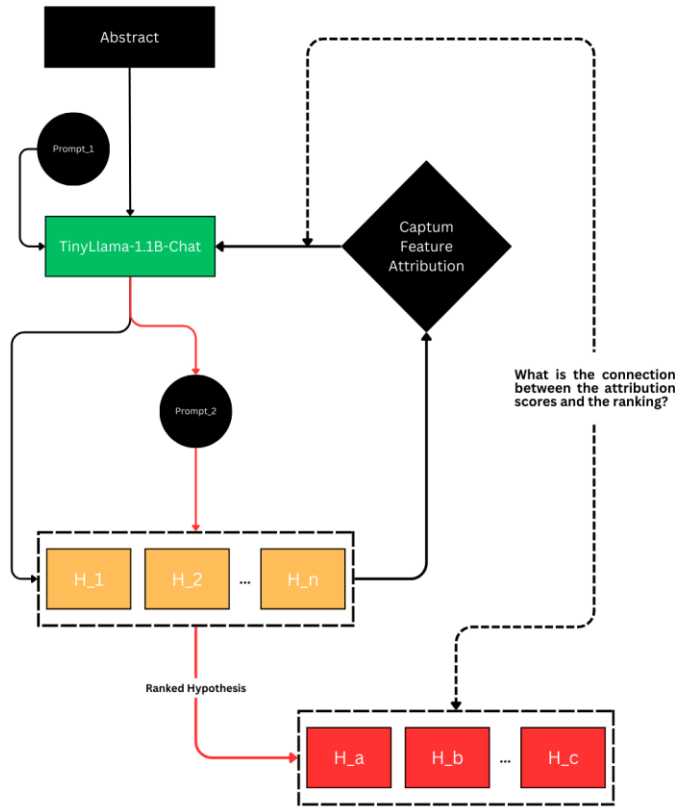 Abstract
Prompt_1
TinyLlama-1.1B-Chat
Captum
Feature
Attribution
What is the connection
between the attribution
scores and the ranking?
Prompt_2
H_1
H_2
...
H_n
Ranked Hypothesis
H_a
H_b
...
H_c